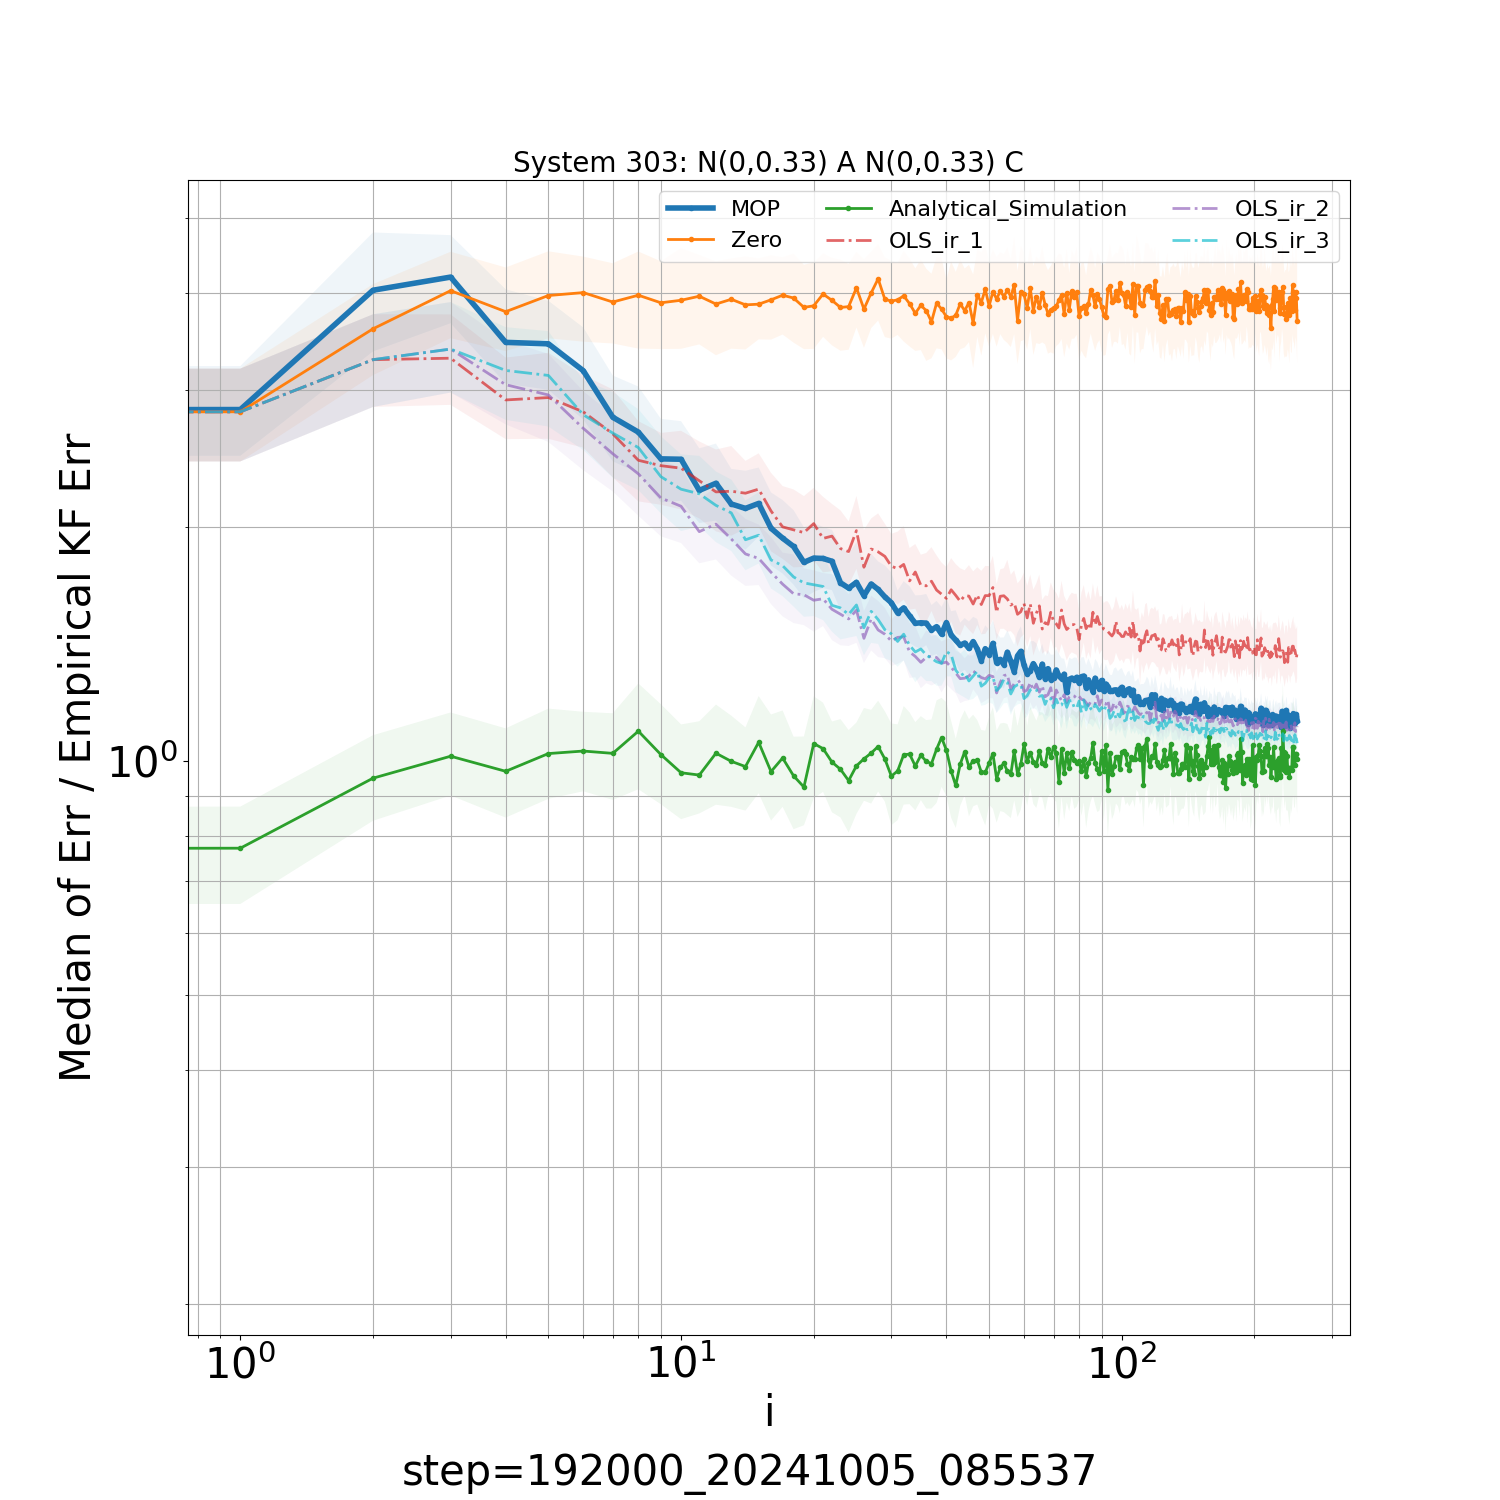 System 303: N(0,0.33) A N(0,0.33) C
MOP
Zero
Analytical_Simulation
OLS_ir_1
OLS_ir_2
OLS_ir_3
Median of Err / Empirical KF Err
10⁰
10⁰
10¹
10²
i
step=192000_20241005_085537